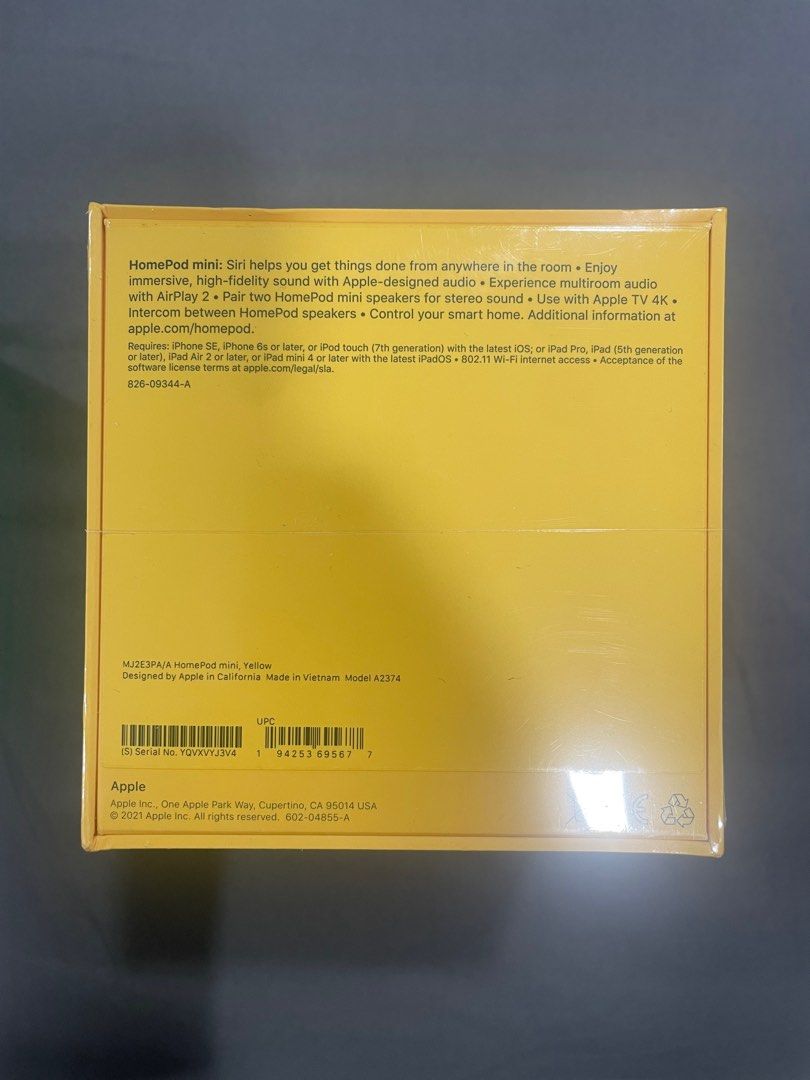 HomePod mini: Siri helps you get things done from anywhere in the room • Enjoy
immersive, high-fidelity sound with Apple-designed audio • Experience multiroom audio
with AirPlay 2 • Pair two HomePod mini speakers for stereo sound • Use with Apple TV 4K •
Intercom between HomePod speakers • Control your smart home. Additional information at
apple.com/homepod.
Requires: iPhone SE, iPhone 6s or later, or iPod touch (7th generation) with the latest iOS; or iPad Pro, iPad (5th generation
or later), iPad Air 2 or later, or iPad mini 4 or later with the latest iPadOS • 802.11 Wi-Fi internet access • Acceptance of the
software license terms at apple.com/legal/sla.
826-09344-A
MJ2E3PA/A HomePod mini, Yellow
Designed by Apple in California Made in Vietnam Model A2374
UPC
(S) Serial No. YQVXVYJ3V4
1 94253 69567 7
Apple
Apple Inc., One Apple Park Way, Cupertino, CA 95014 USA
© 2021 Apple Inc. All rights reserved. 602-04855-A